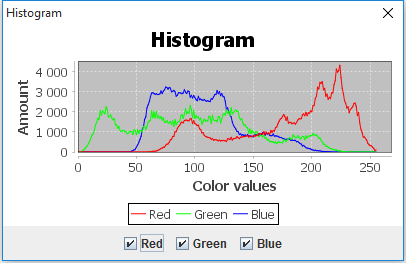 Histogram
Histogram
4 000
3 000
2 000
1 000
0
Amount
0 50 100 150 200 250
Color values
Red Green Blue
Red Green Blue